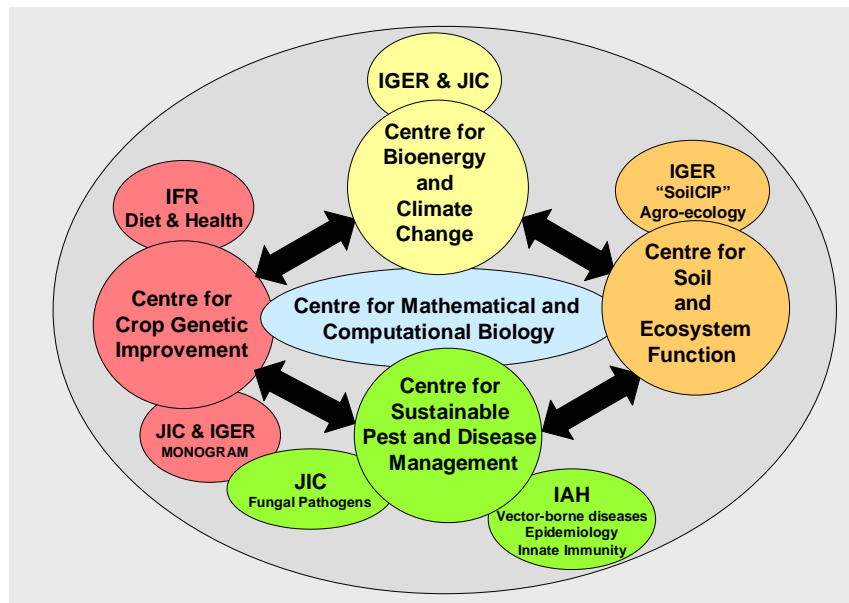 IGER & JIC
Centre for
Bioenergy
and
Climate
Change
IGER
“SoilCIP”
Agro-ecology
IFR
Diet & Health
Centre for
Soil
and
Ecosystem
Function
Centre for
Crop Genetic
Improvement
Centre for Mathematical and
Computational Biology
Centre for
Sustainable
Pest and Disease
Management
JIC & IGER
MONOGRAM
JIC
Fungal Pathogens
IAH
Vector-borne diseases
Epidemiology
Innate Immunity